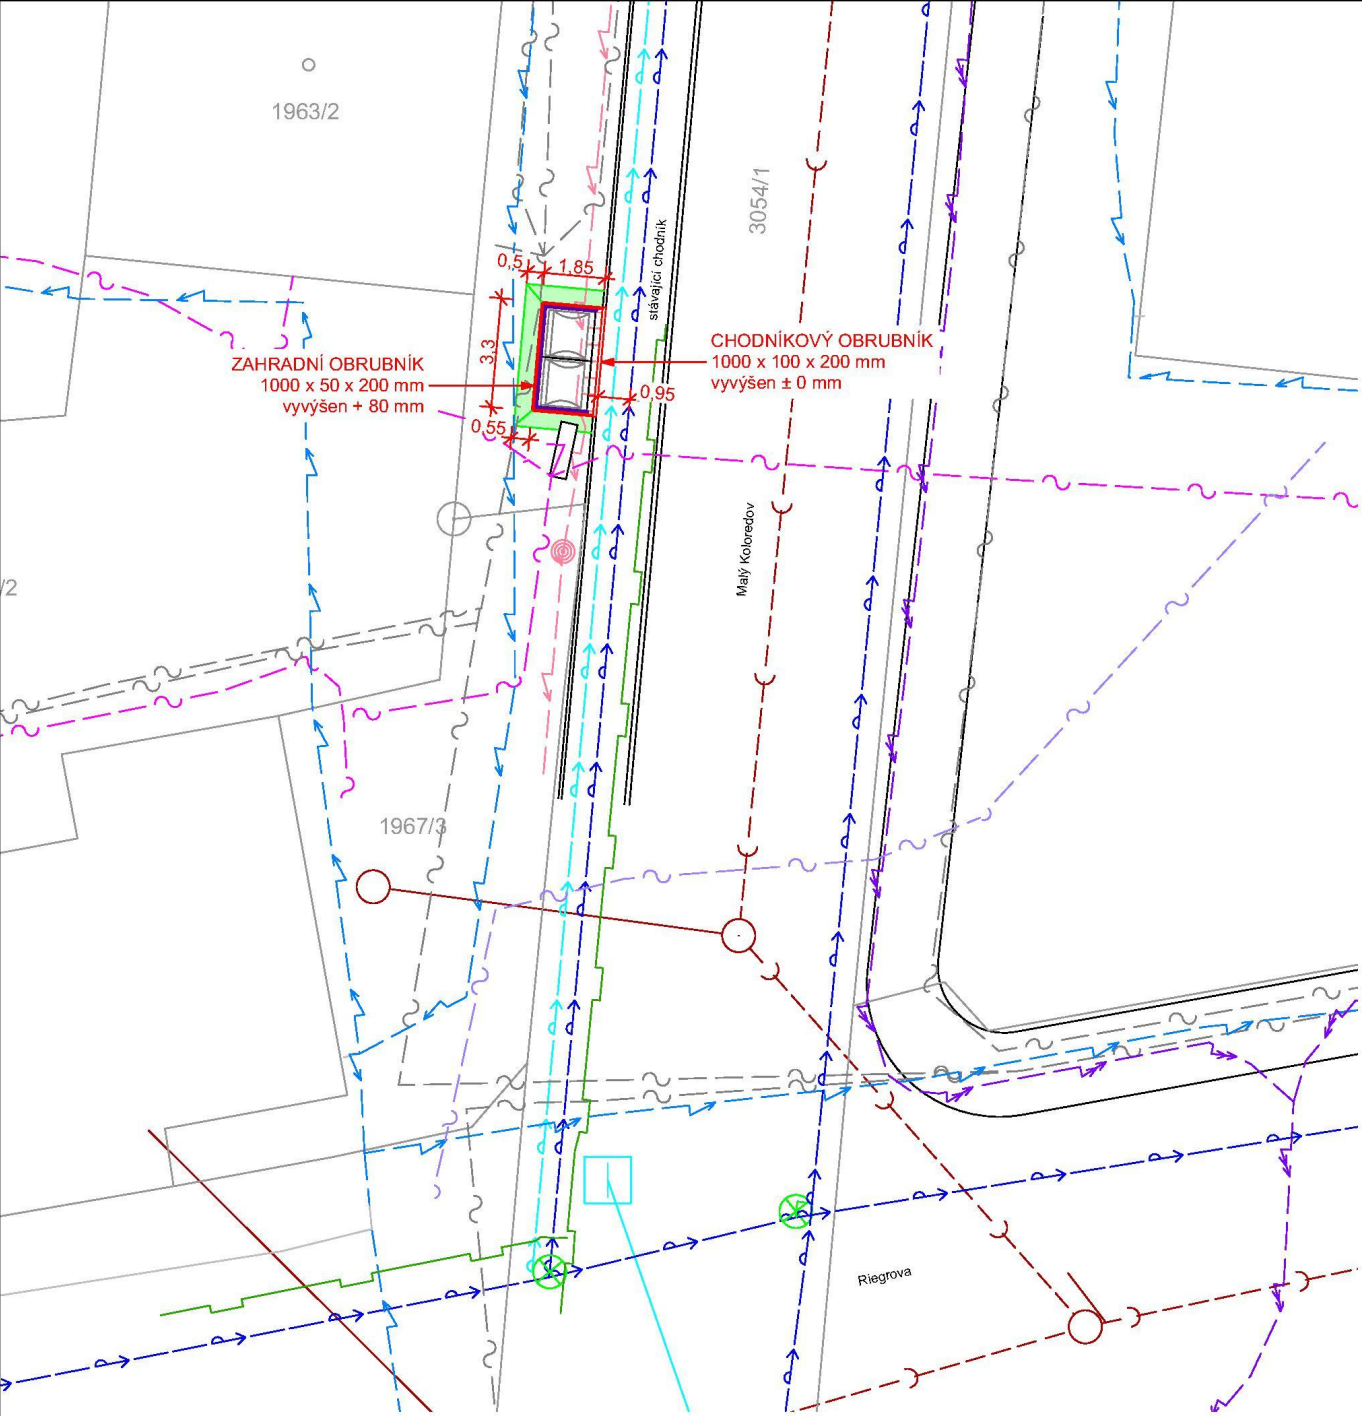 1963/2
3054/1
stávající chodník
0,5
1,85
CHODNÍKOVÝ OBRUBNÍK
1000 x 100 x 200 mm
vyvýšen ± 0 mm
ZAHRADNÍ OBRUBNÍK
1000 x 50 x 200 mm
vyvýšen + 80 mm
3,3
0,95
0,55
Malý Koloredov
/2
1967/3
Riegrova